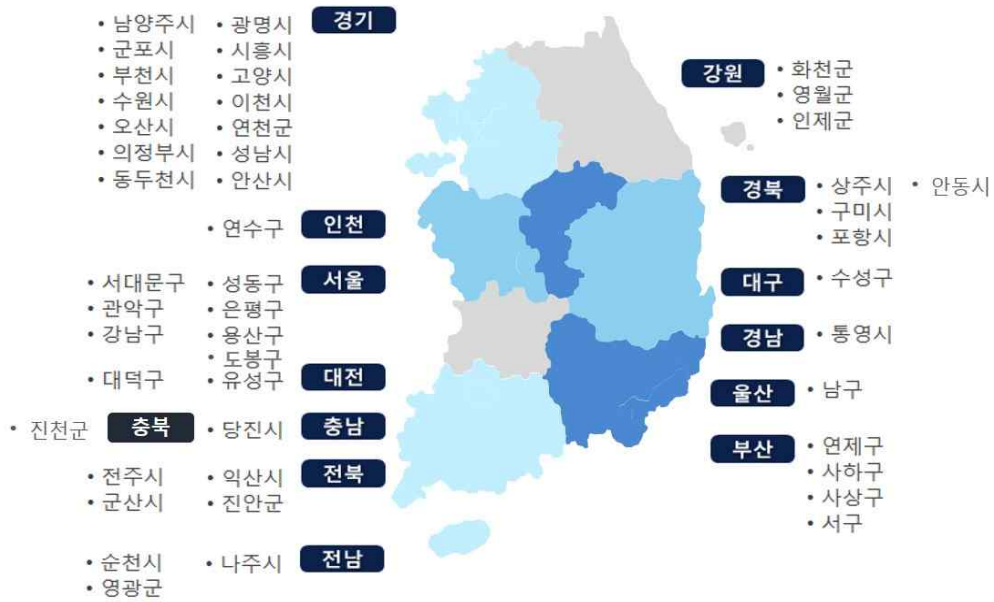 경기
• 남양주시 • 광명시
• 군포시 • 시흥시
• 부천시 • 고양시
• 수원시 • 이천시
• 오산시 • 연천군
• 의정부시 • 성남시
• 동두천시 • 안산시
• 연수구 인천
• 서대문구 • 성동구 서울
• 관악구 • 은평구
• 강남구 • 용산구
• 도봉구
• 대덕구 • 유성구 대전
• 진천군 충북 • 당진시 충남
• 전주시 • 익산시 전북
• 군산시 • 진안군
• 순천시 • 나주시 전남
• 영광군
강원 • 화천군
• 영월군
• 인제군
경북 • 상주시 • 안동시
• 구미시
• 포항시
대구 • 수성구
경남 • 통영시
울산 • 남구
부산 • 연제구
• 사하구
• 사상구
• 서구